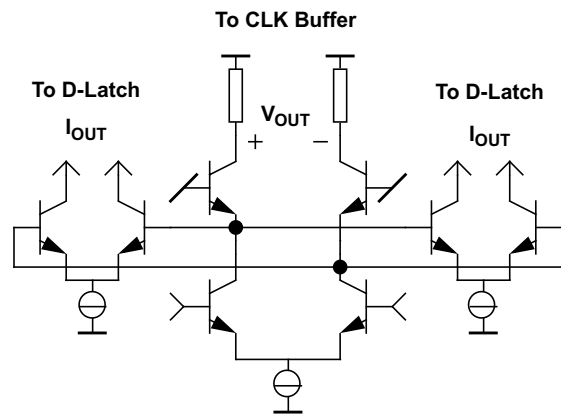 To CLK Buffer
To D-Latch
To D-Latch
VOUT
IOUT
IOUT
+
−